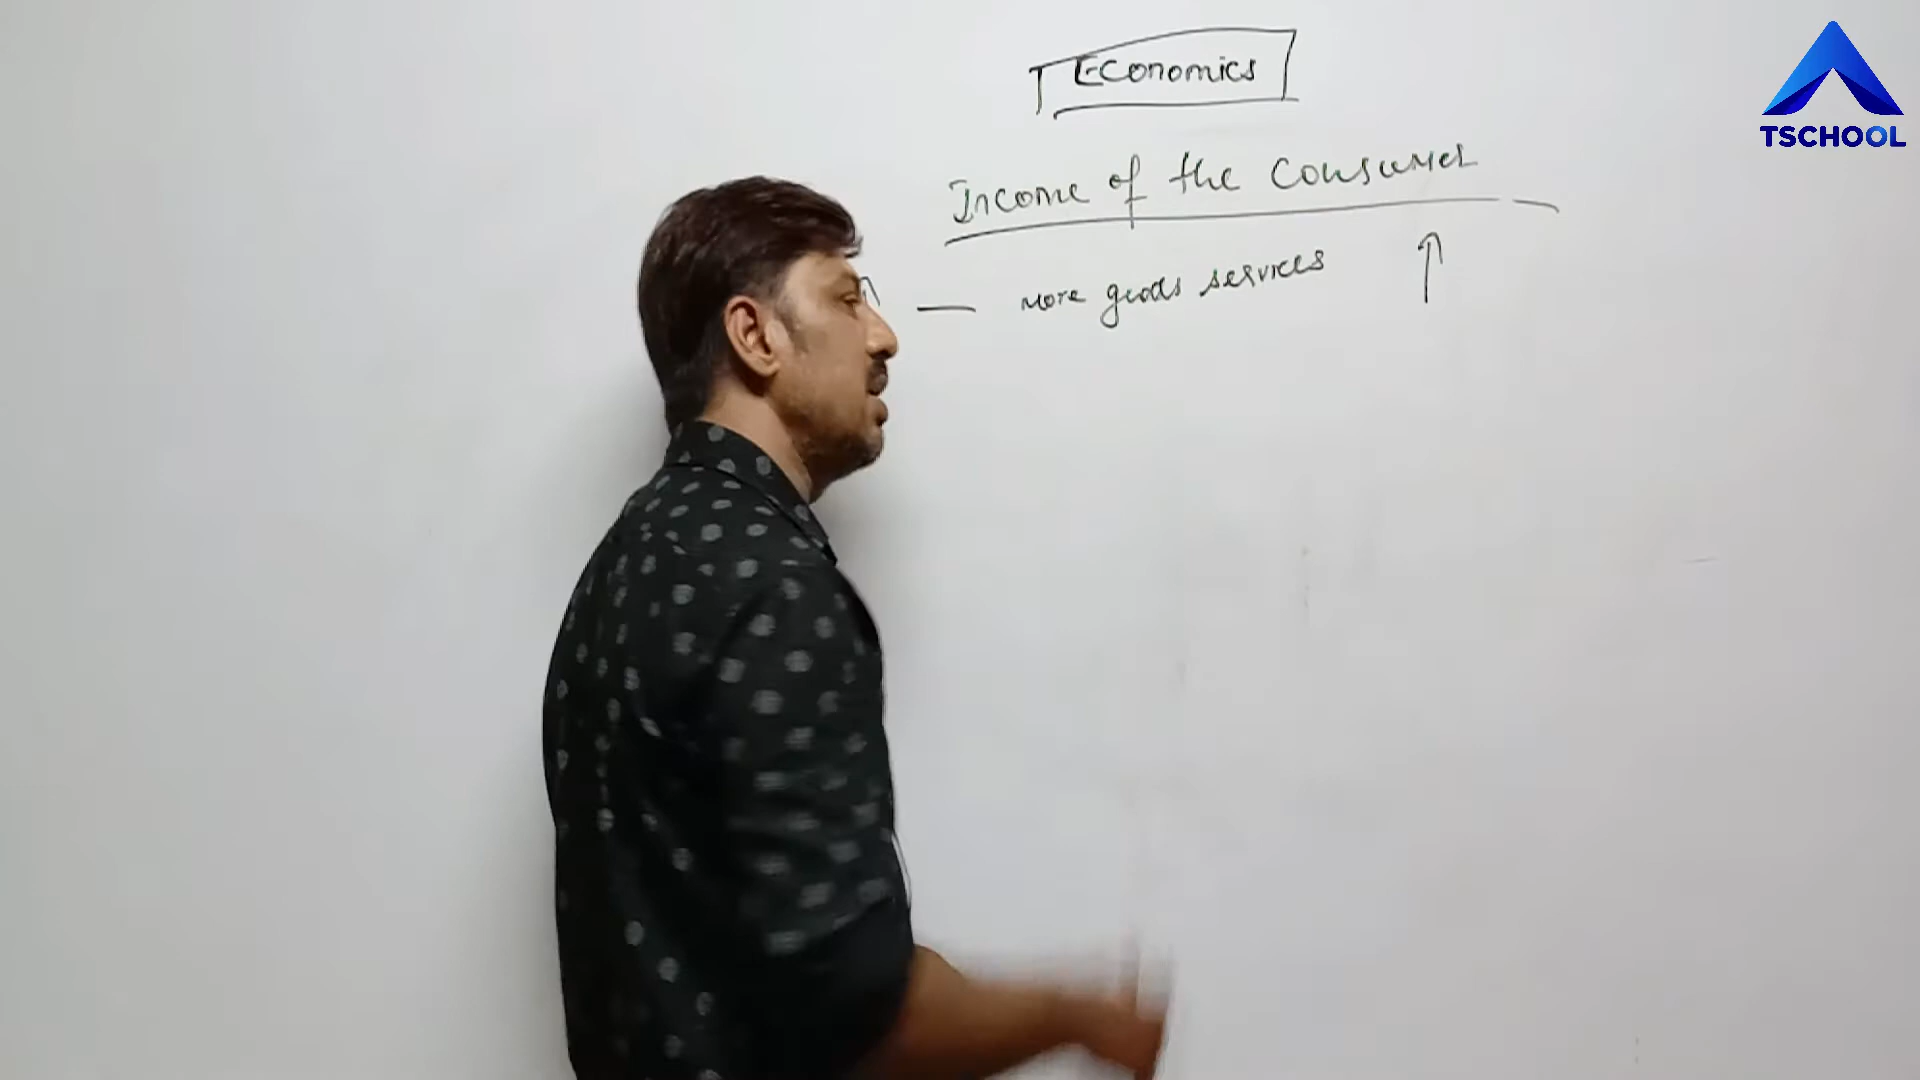 Economics
TSCHOOL
Income of the Consumer
↑ — more goods services ↑